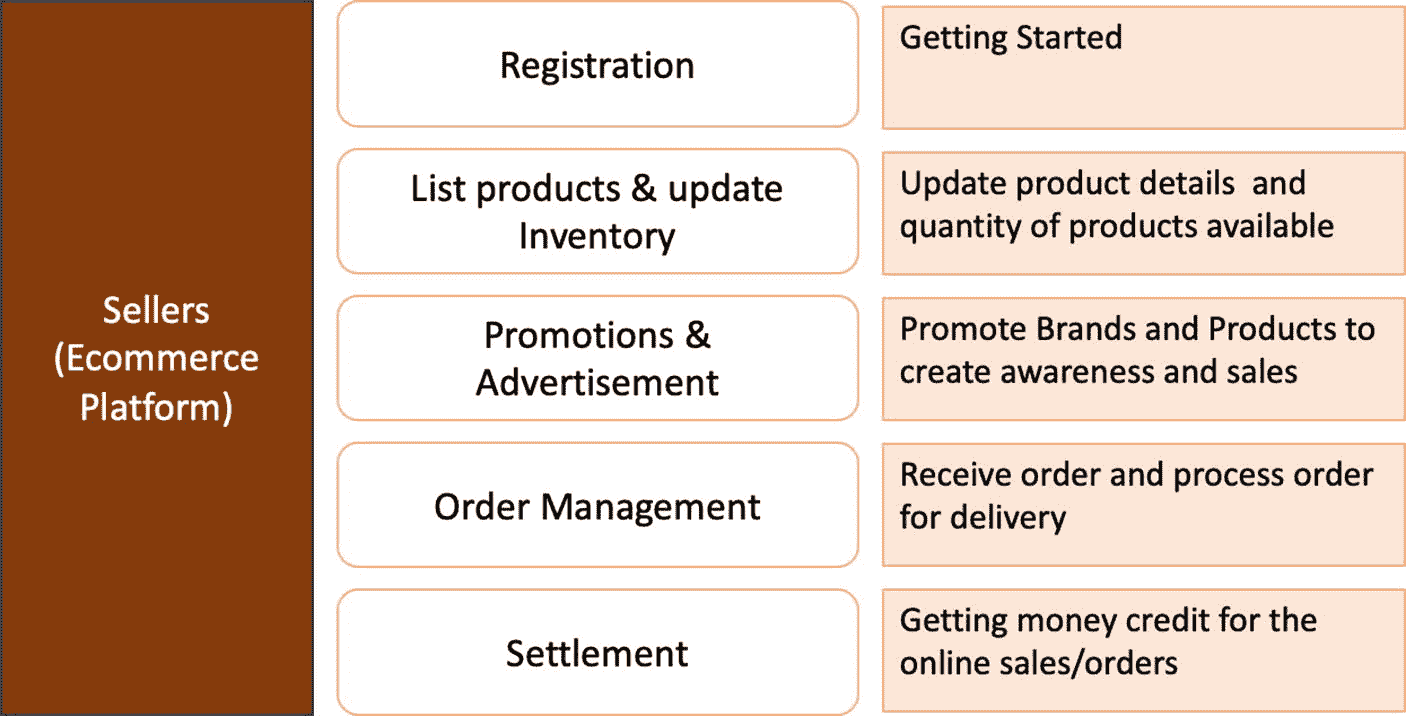 Sellers
(Ecommerce
Platform)
Registration
Getting Started
List products & update
Inventory
Update product details  and
quantity of products available
Promotions &
Advertisement
Promote Brands and Products to
create awareness and sales
Order Management
Receive order and process order
for delivery
Settlement
Getting money credit for the
online sales/orders